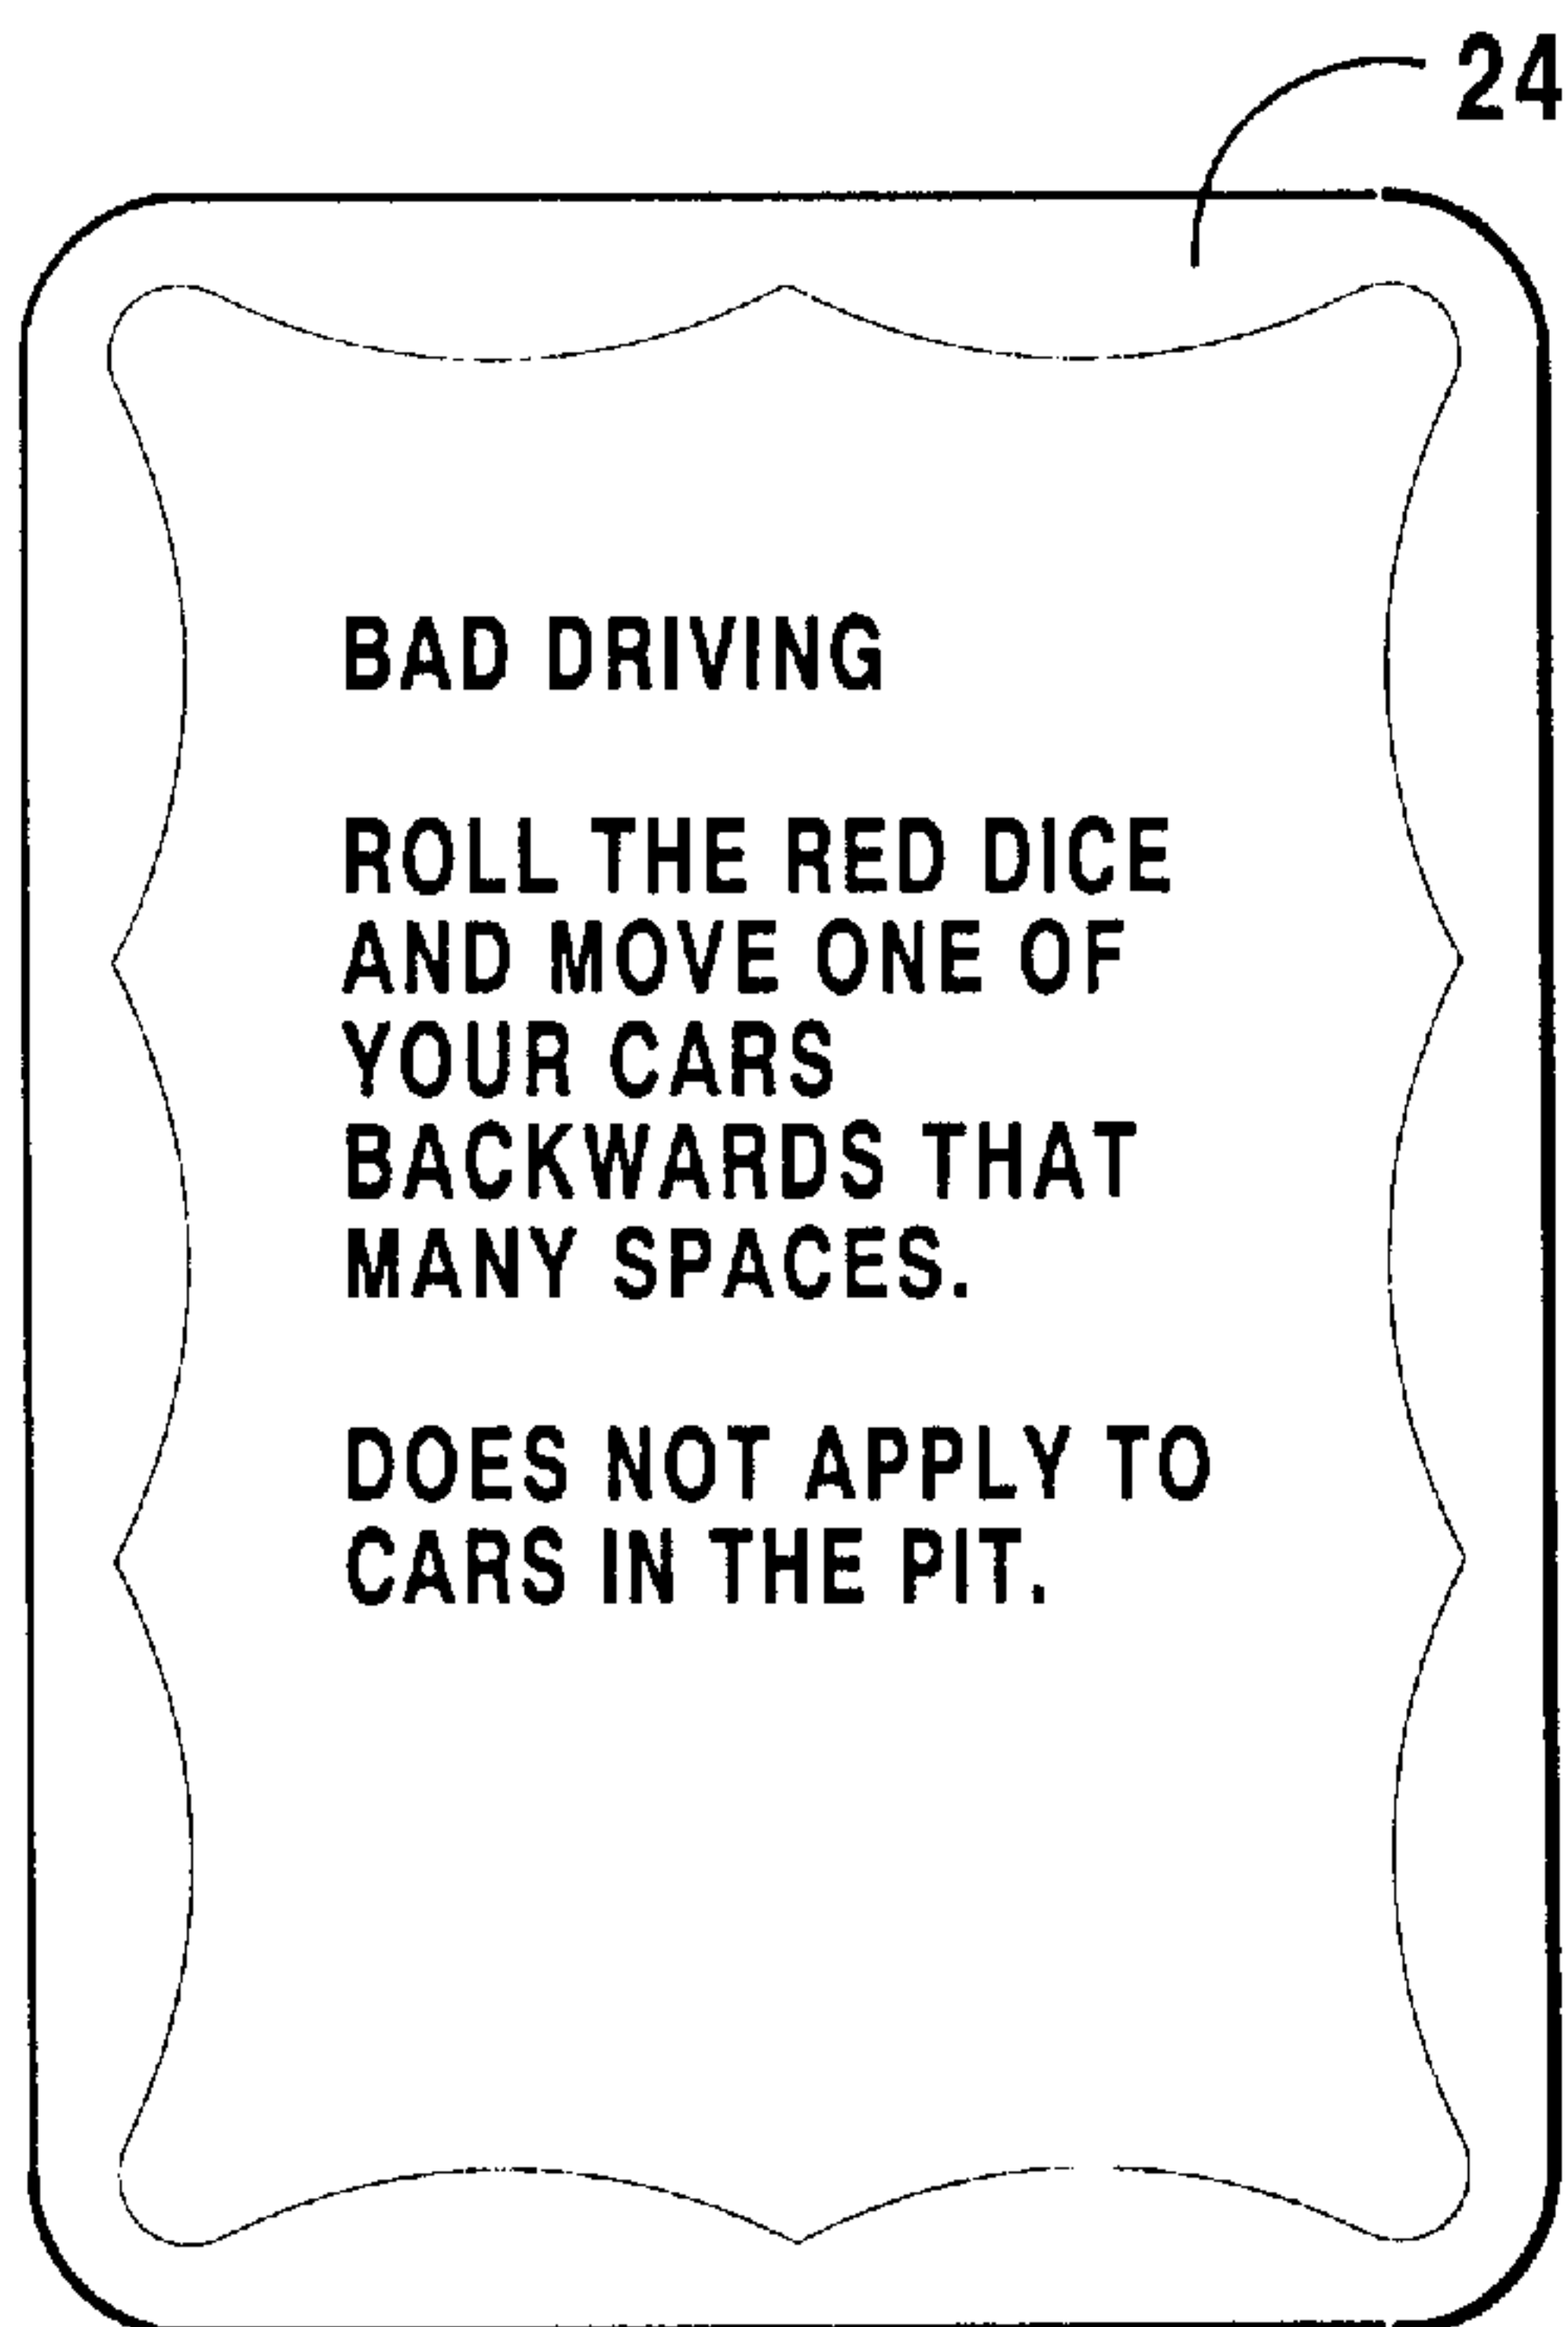 24
BAD DRIVING
ROLL THE RED DICE
AND MOVE ONE OF
YOUR CARS
BACKWARDS THAT
MANY SPACES.
DOES NOT APPLY TO
CARS IN THE PIT.